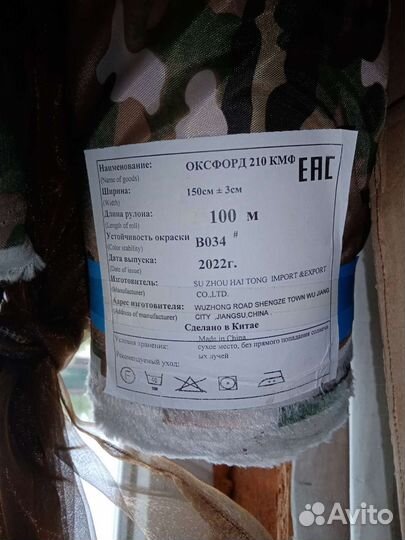 Наименование: ОКСФОРД 210 КМФ
(Name of goods)
EAC
Ширина: 150см ± 3см
(Width)
Длина рулона: 100 м
(Length of roll)
Устойчивость окраски B034 #
(Color stability)
Дата выпуска: 2022г.
(Date of issue)
Изготовитель: SU ZHOU HAI TONG IMPORT &EXPORT
(Manufacturer) CO.,LTD.
Адрес изготовителя: WUZHONG ROAD SHENGZE TOWN WU JIANG
(Address of manufacturer) CITY ,JIANGSU,CHINA .
Сделано в Китае
Made in China
Условия хранения: сухое место, без прямого попадания солнечн
ых лучей
Рекомендуемый уход:
Avito